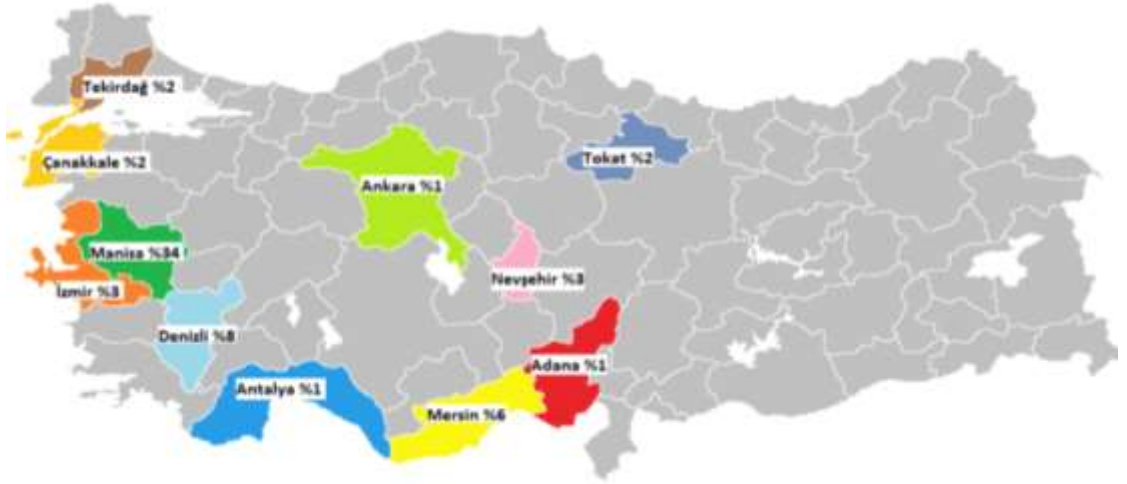 Tekirdağ %2
Çanakkale %2
Tokat %2
Ankara %1
Manisa %34
Nevşehir %3
İzmir %3
Denizli %8
Adana %1
Antalya %1
Mersin %6